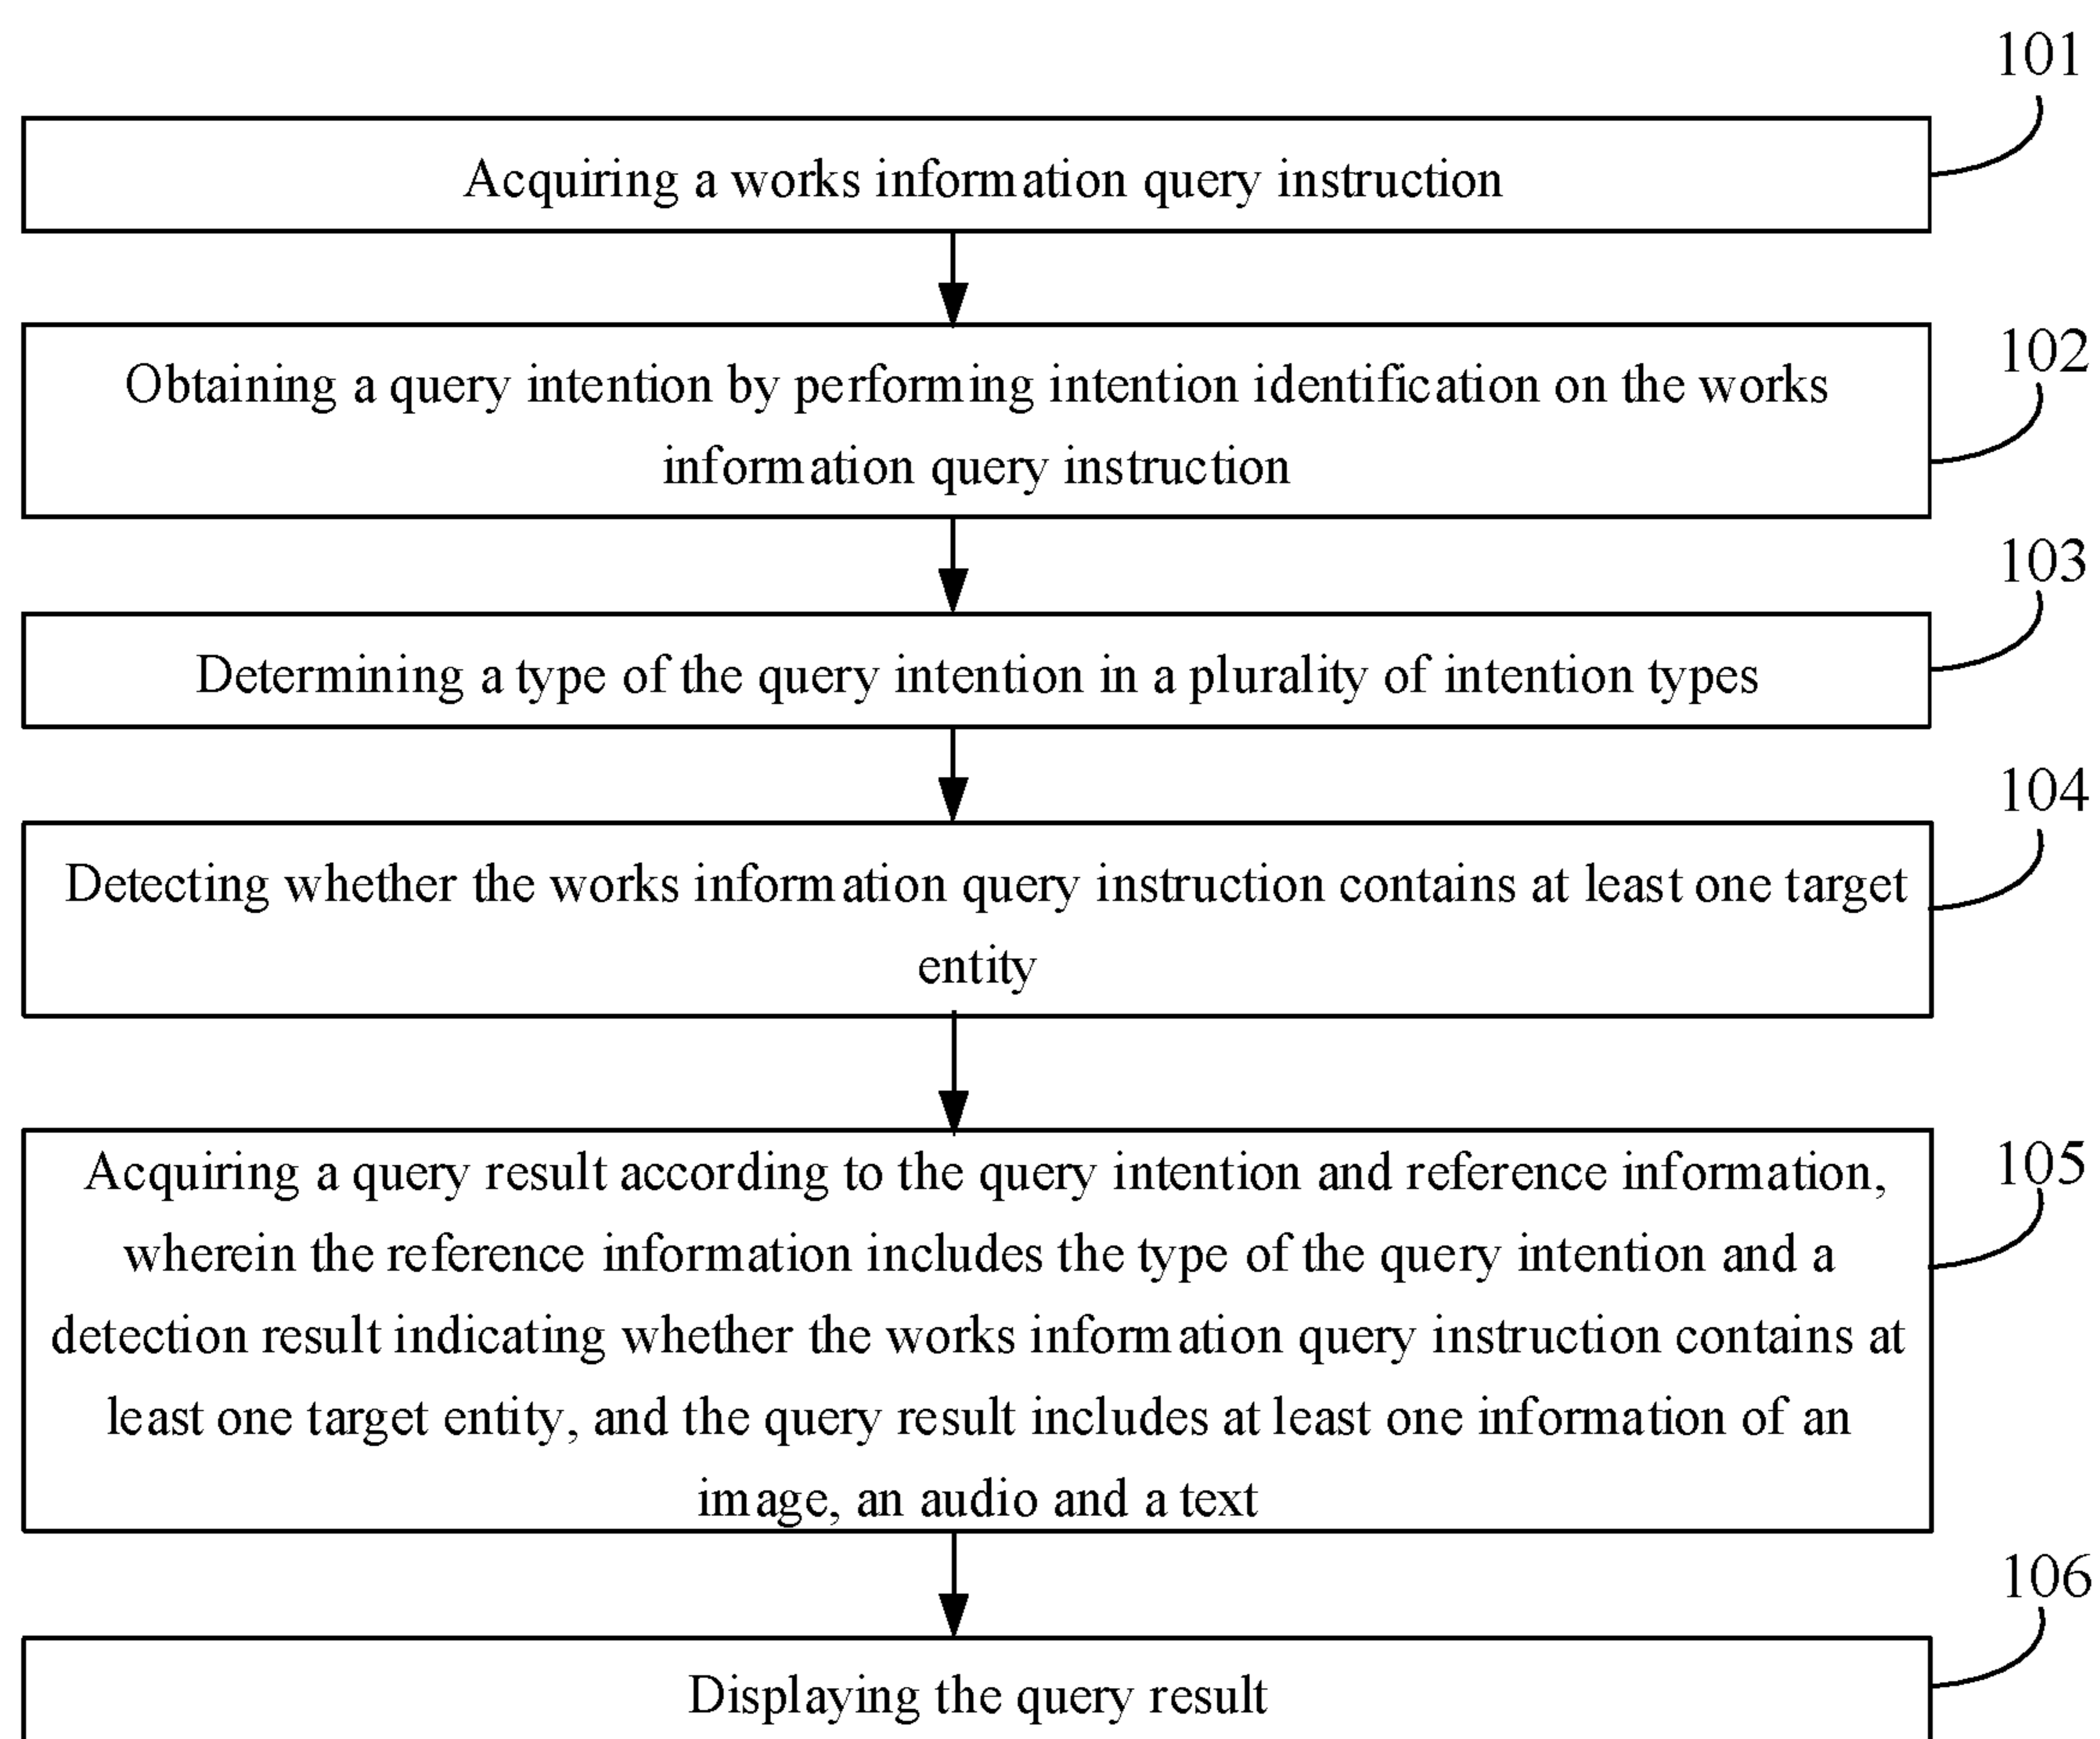 101
Acquiring a works information query instruction
102
Obtaining a query intention by performing intention identification on the works
information query instruction
103
Determining a type of the query intention in a plurality of intention types
104
Detecting whether the works information query instruction contains at least one target
entity
105
Acquiring a query result according to the query intention and reference information,
wherein the reference information includes the type of the query intention and a
detection result indicating whether the works information query instruction contains at
least one target entity, and the query result includes at least one information of an
image, an audio and a text
106
Displaying the query result